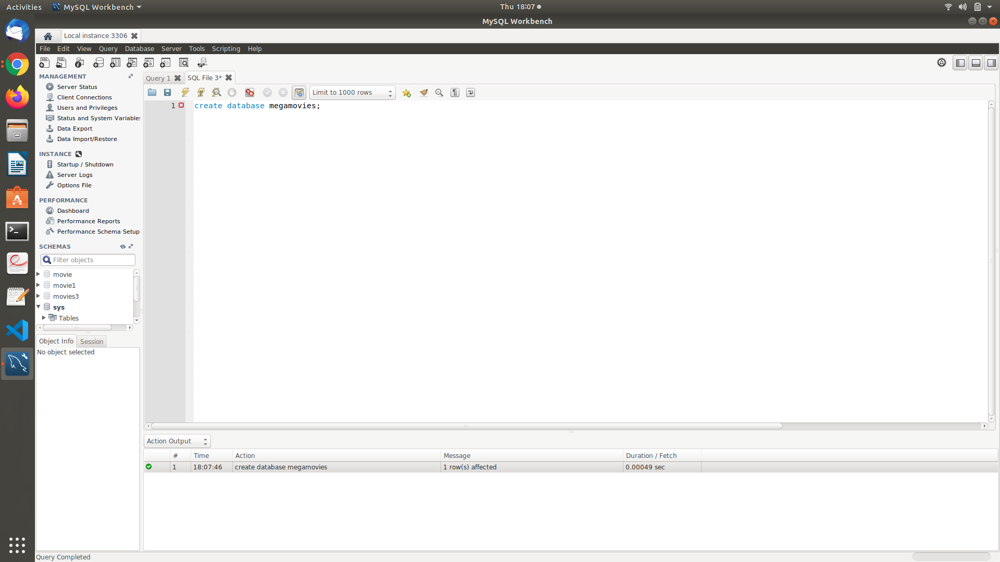 Activities
MySQL Workbench
Thu 18:07
MySQL Workbench
Local instance 3306
File Edit View Query Database Server Tools Scripting Help
MANAGEMENT
Server Status
Client Connections
Users and Privileges
Status and System Variables
Data Export
Data Import/Restore
INSTANCE
Startup / Shutdown
Server Logs
Options File
PERFORMANCE
Dashboard
Performance Reports
Performance Schema Setup
SCHEMAS
Filter objects
movie
movie1
movies3
sys
Tables
Object Info Session
No object selected
Query 1 SQL File 3*
Limit to 1000 rows
1 create database megamovies;
Action Output
# Time Action Message Duration / Fetch
1 18:07:46 create database megamovies 1 row(s) affected 0.00049 sec
Query Completed